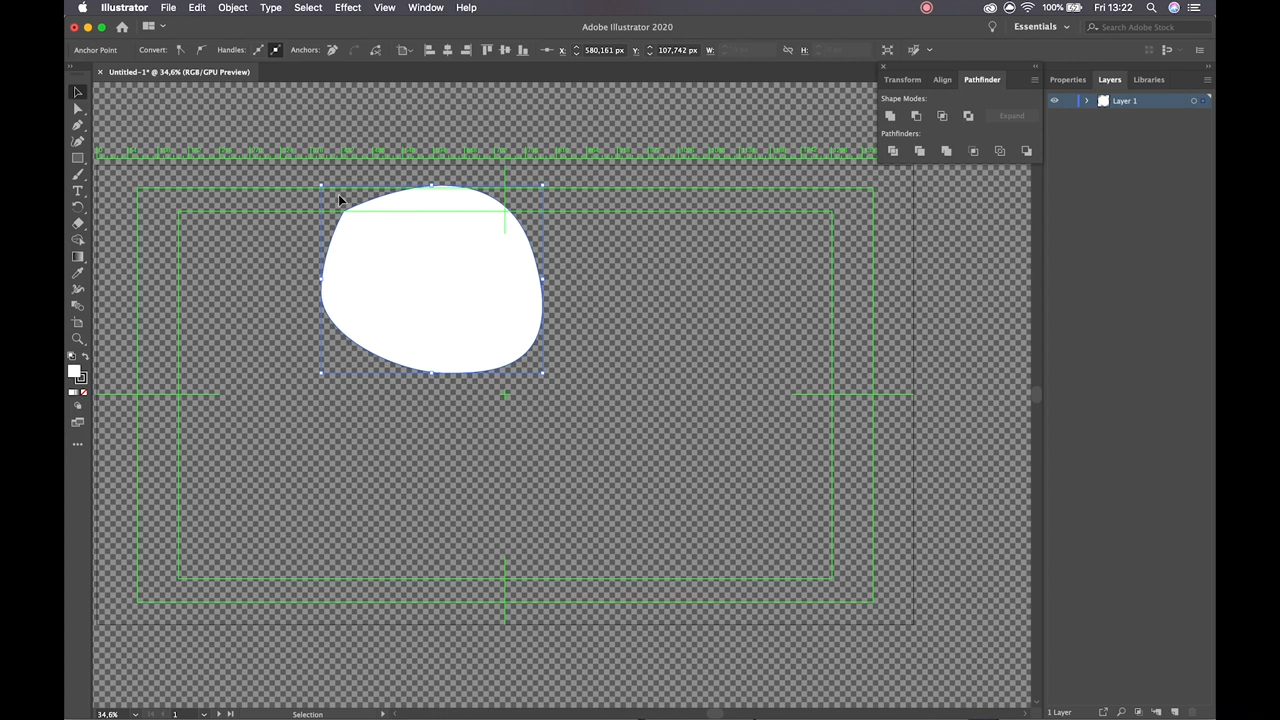 Illustrator File Edit Object Type Select Effect View Window Help 100% Fri 13:22
Adobe Illustrator 2020
Essentials
Search Adobe Stock
Anchor Point Convert: Handles: Anchors: X: 580,161 px Y: 107,742 px W: H:
Untitled-1* @ 34,6% (RGB/GPU Preview)
Transform Align Pathfinder
Properties Layers Libraries
Shape Modes:
Expand
Pathfinders:
Layer 1
34,6% 1 Selection
1 Layer